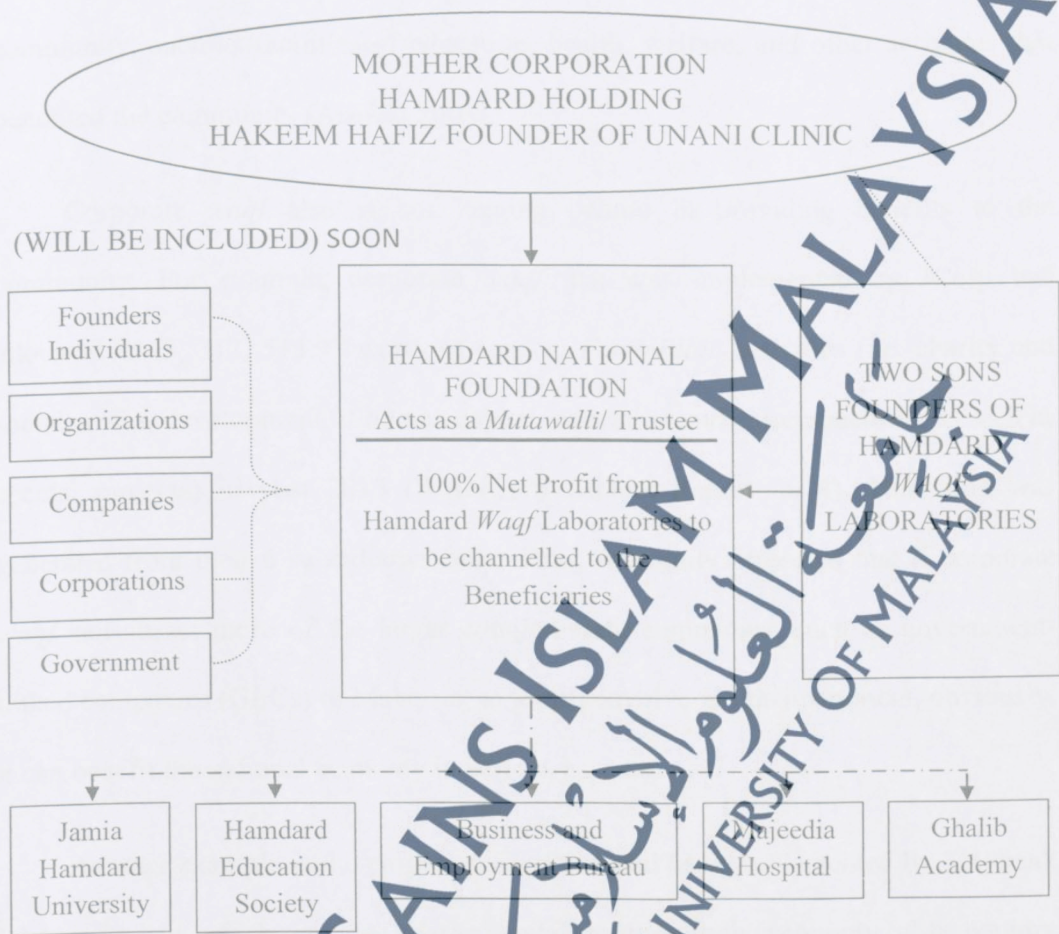 MOTHER CORPORATION
HAMDARD HOLDING
HAKEEM HAFIZ FOUNDER OF UNANI CLINIC
(WILL BE INCLUDED) SOON
Founders
Individuals
Organizations
Companies
Corporations
Government
HAMDARD NATIONAL
FOUNDATION
Acts as a Mutawalli/ Trustee
100% Net Profit from
Hamdard Waqf Laboratories to
be channelled to the
Beneficiaries
TWO SONS
FOUNDERS OF
HAMDARD
WAQF
LABORATORIES
Jamia
Hamdard
University
Hamdard
Education
Society
Business and
Employment Bureau
Majeedia
Hospital
Ghalib
Academy
SAINS ISLAM MALAYSIA
جامعة العلوم الإسلامية
UNIVERSITY OF MALAYSIA